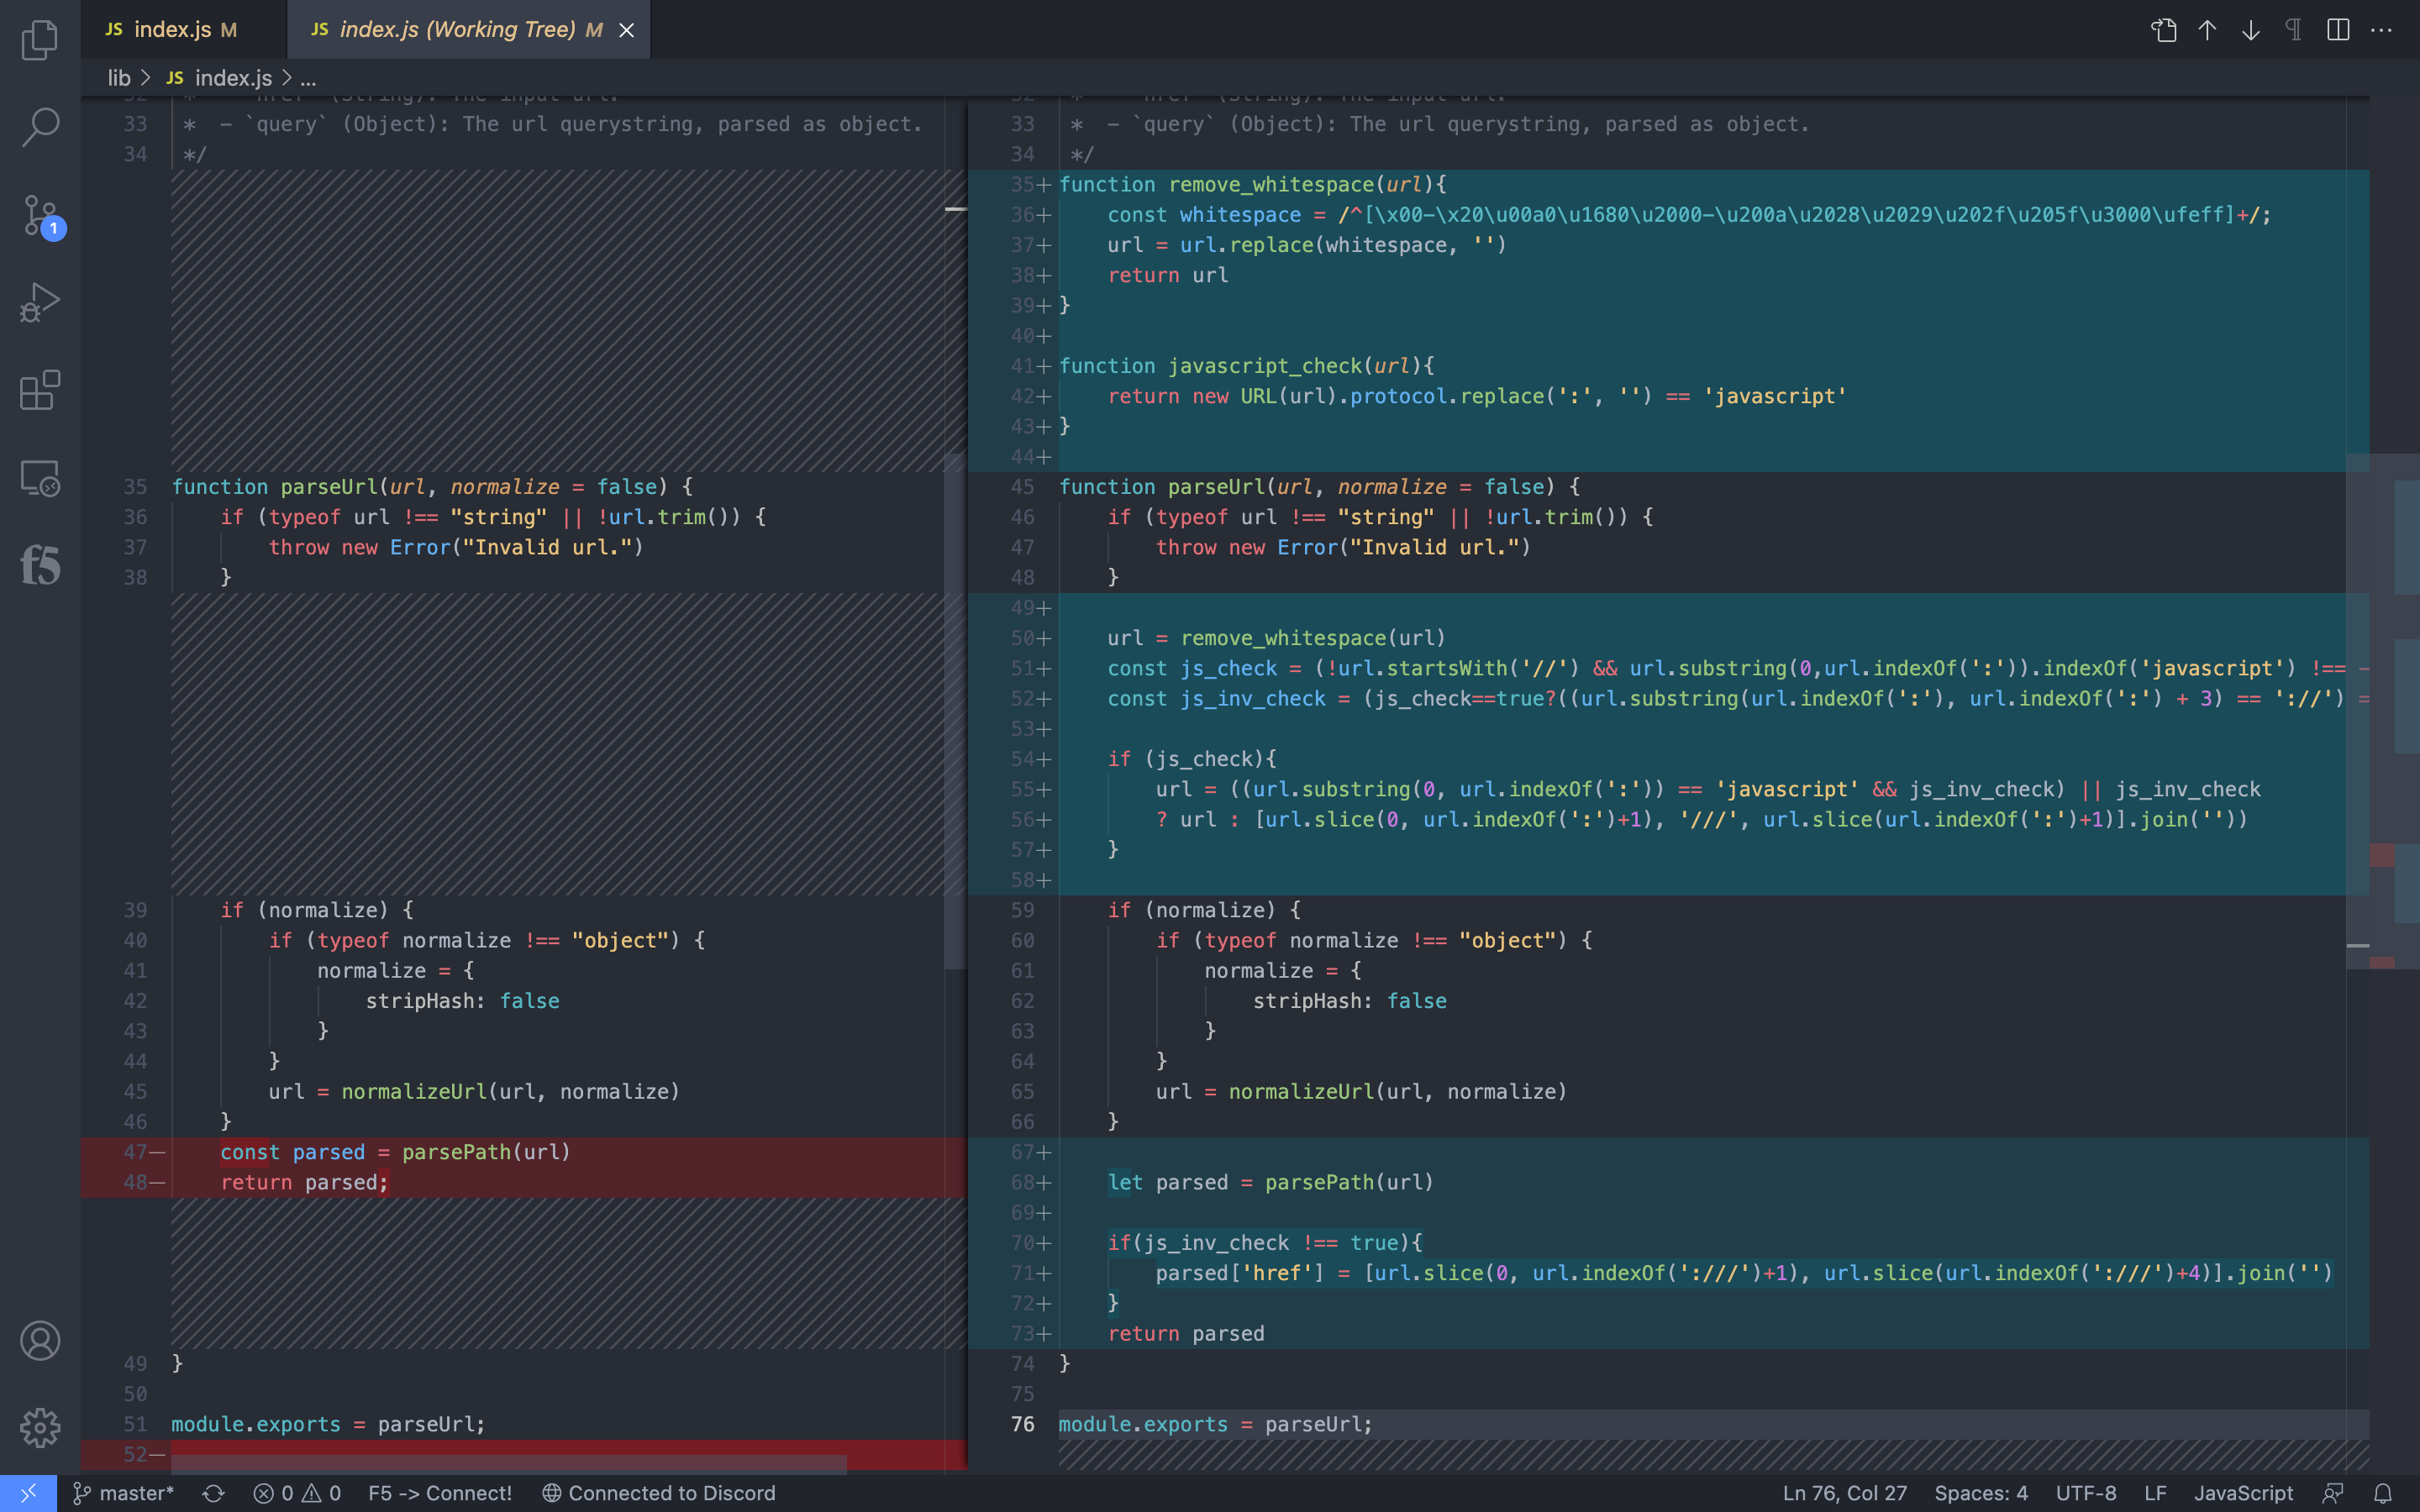 JS index.js M
JS index.js (Working Tree) M
lib > JS index.js > ...
33 * - `query` (Object): The url querystring, parsed as object.
34 */
35 function parseUrl(url, normalize = false) {
36 if (typeof url !== "string" || !url.trim()) {
37 throw new Error("Invalid url.")
38 }
39 if (normalize) {
40 if (typeof normalize !== "object") {
41 normalize = {
42 stripHash: false
43 }
44 }
45 url = normalizeUrl(url, normalize)
46 }
47— const parsed = parsePath(url)
48— return parsed;
49 }
50
51 module.exports = parseUrl;
52—
32 * `href` (String): The input url.
33 * - `query` (Object): The url querystring, parsed as object.
34 */
35+ function remove_whitespace(url){
36+ const whitespace = /^[\x00-\x20\u00a0\u1680\u2000-\u200a\u2028\u2029\u202f\u205f\u3000\ufeff]+/;
37+ url = url.replace(whitespace, '')
38+ return url
39+ }
40+
41+ function javascript_check(url){
42+ return new URL(url).protocol.replace(':', '') == 'javascript'
43+ }
44+
45 function parseUrl(url, normalize = false) {
46 if (typeof url !== "string" || !url.trim()) {
47 throw new Error("Invalid url.")
48 }
49+
50+ url = remove_whitespace(url)
51+ const js_check = (!url.startsWith('//') && url.substring(0,url.indexOf(':')).indexOf('javascript') !== -
52+ const js_inv_check = (js_check==true?((url.substring(url.indexOf(':'), url.indexOf(':') + 3) == '://') =
53+
54+ if (js_check){
55+ url = ((url.substring(0, url.indexOf(':')) == 'javascript' && js_inv_check) || js_inv_check
56+ ? url : [url.slice(0, url.indexOf(':')+1), '///', url.slice(url.indexOf(':')+1)].join(''))
57+ }
58+
59 if (normalize) {
60 if (typeof normalize !== "object") {
61 normalize = {
62 stripHash: false
63 }
64 }
65 url = normalizeUrl(url, normalize)
66 }
67+
68+ let parsed = parsePath(url)
69+
70+ if(js_inv_check !== true){
71+ parsed['href'] = [url.slice(0, url.indexOf(':///')+1), url.slice(url.indexOf(':///')+4)].join('')
72+ }
73+ return parsed
74 }
75
76 module.exports = parseUrl;
1
f5
master* 0 0 F5 -> Connect! Connected to Discord
Ln 76, Col 27 Spaces: 4 UTF-8 LF JavaScript